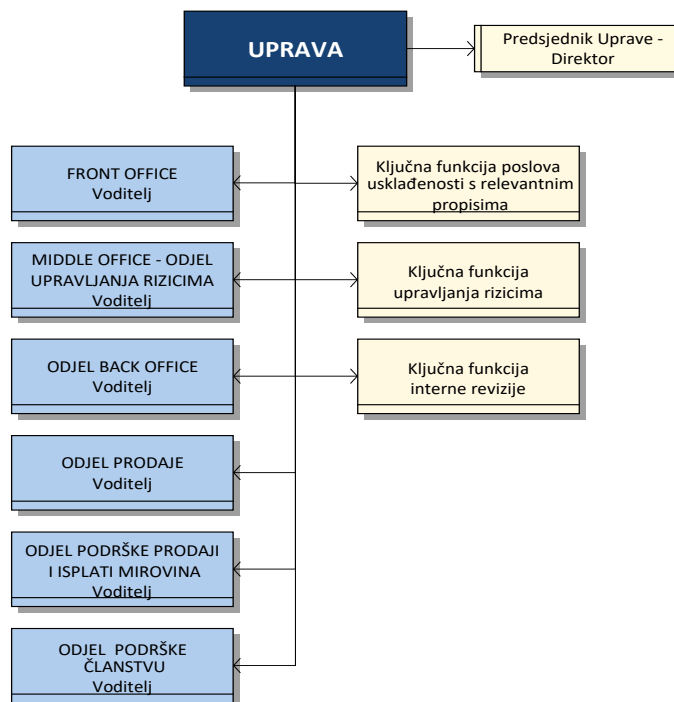 UPRAVA
Predsjednik Uprave -
Direktor
FRONT OFFICE
Voditelj
Ključna funkcija poslova
usklađenosti s relevantnim
propisima
MIDDLE OFFICE - ODJEL
UPRAVLJANJA RIZICIMA
Voditelj
Ključna funkcija
upravljanja rizicima
ODJEL BACK OFFICE
Voditelj
Ključna funkcija
interne revizije
ODJEL PRODAJE
Voditelj
ODJEL PODRŠKE PRODAJI
I ISPLATI MIROVINA
Voditelj
ODJEL PODRŠKE
ČLANSTVU
Voditelj